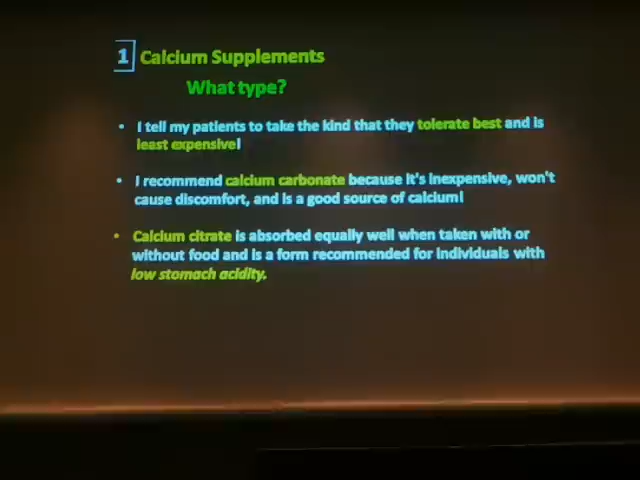 1 Calcium Supplements
What type?
• I tell my patients to take the kind that they tolerate best and is
least expensive!
• I recommend calcium carbonate because it's inexpensive, won't
cause discomfort, and is a good source of calcium!
• Calcium citrate is absorbed equally well when taken with or
without food and is a form recommended for individuals with
low stomach acidity.